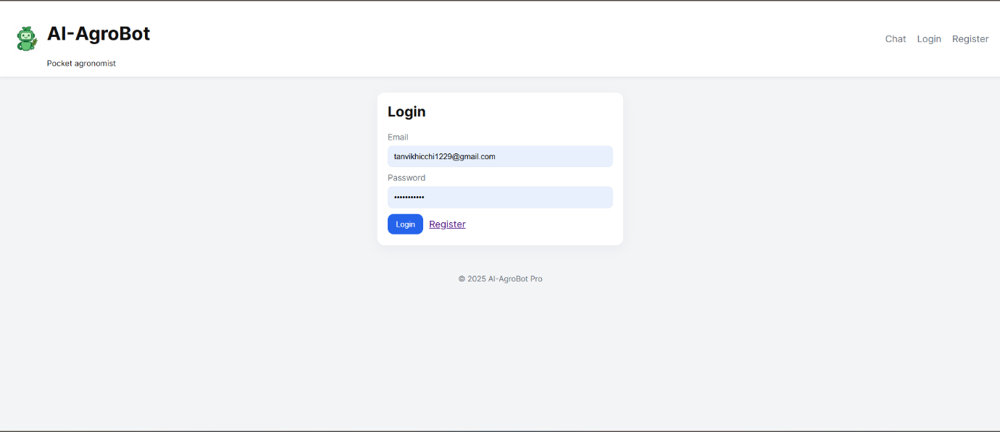 AI-AgroBot
Pocket agronomist
Chat Login Register
Login
Email
tanvikhicchi1229@gmail.com
Password
•••••••••••
Login Register
© 2025 AI-AgroBot Pro